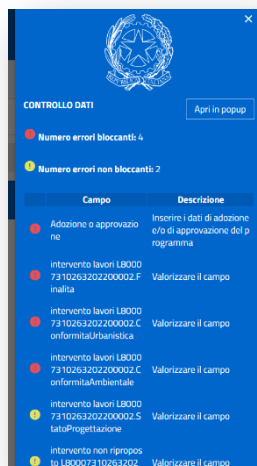 ×
CONTROLLO DATI
Apri in popup
Numero errori bloccanti: 4
Numero errori non bloccanti: 2
Campo Descrizione
Adozione o approvazio
ne
Inserire i dati di adozione
e/o di approvazione del p
rogramma
intervento lavori L8000
7310263202200002.F
inalita
Valorizzare il campo
intervento lavori L8000
7310263202200002.C
onformitaUrbanistica
Valorizzare il campo
intervento lavori L8000
7310263202200002.C
onformitaAmbientale
Valorizzare il campo
intervento lavori L8000
7310263202200002.S
tatoProgettazione
Valorizzare il campo
intervento non ripropos
to L80007310263202
Valorizzare il campo